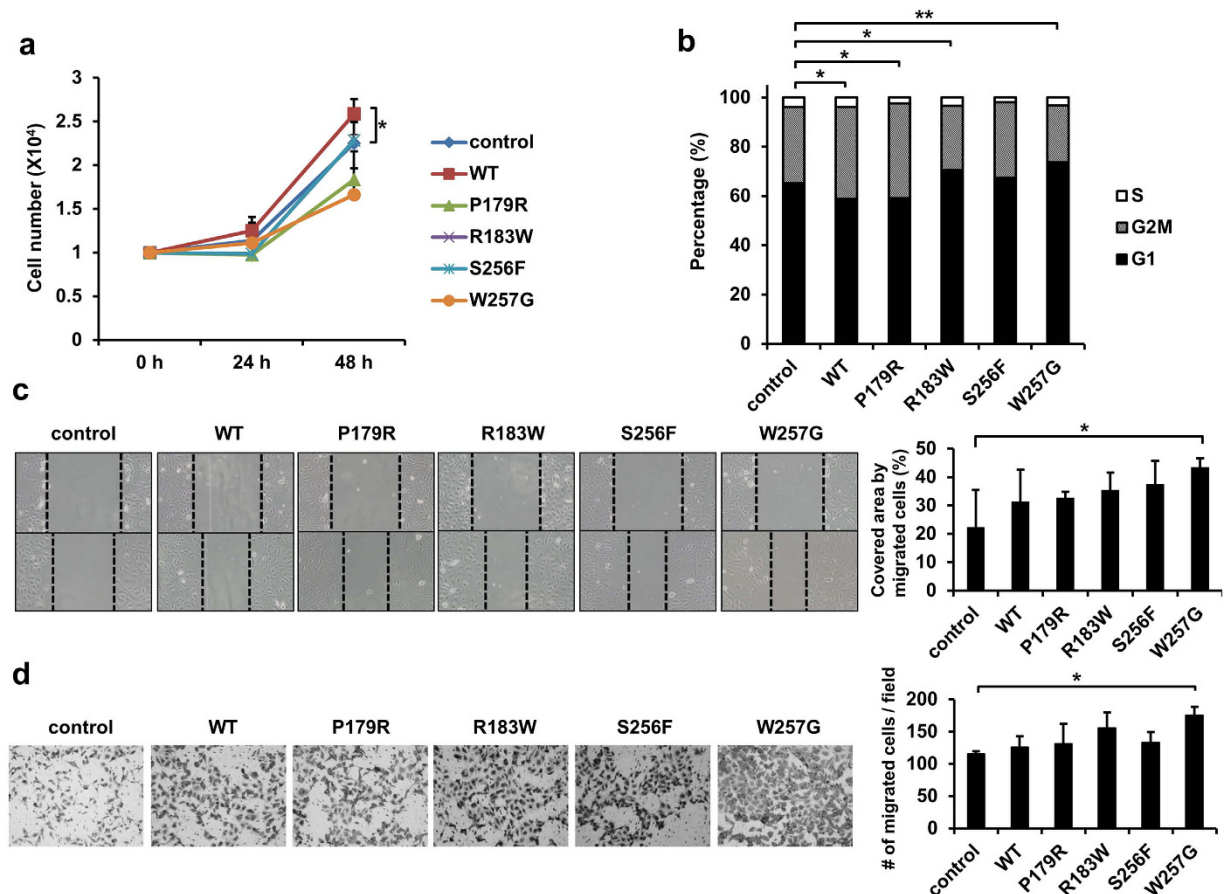 a
Cell number (X10⁴)
3
2.5
2
1.5
1
0.5
0
0 h 24 h 48 h
*
control
WT
P179R
R183W
S256F
W257G
b
Percentage (%)
100
80
60
40
20
0
**
*
*
*
control WT P179R R183W S256F W257G
S
G2M
G1
c
control WT P179R R183W S256F W257G
Covered area by
migrated cells (%)
50
40
30
20
10
0
*
control WT P179R R183W S256F W257G
d
control WT P179R R183W S256F W257G
# of migrated cells / field
200
150
100
50
0
*
control WT P179R R183W S256F W257G